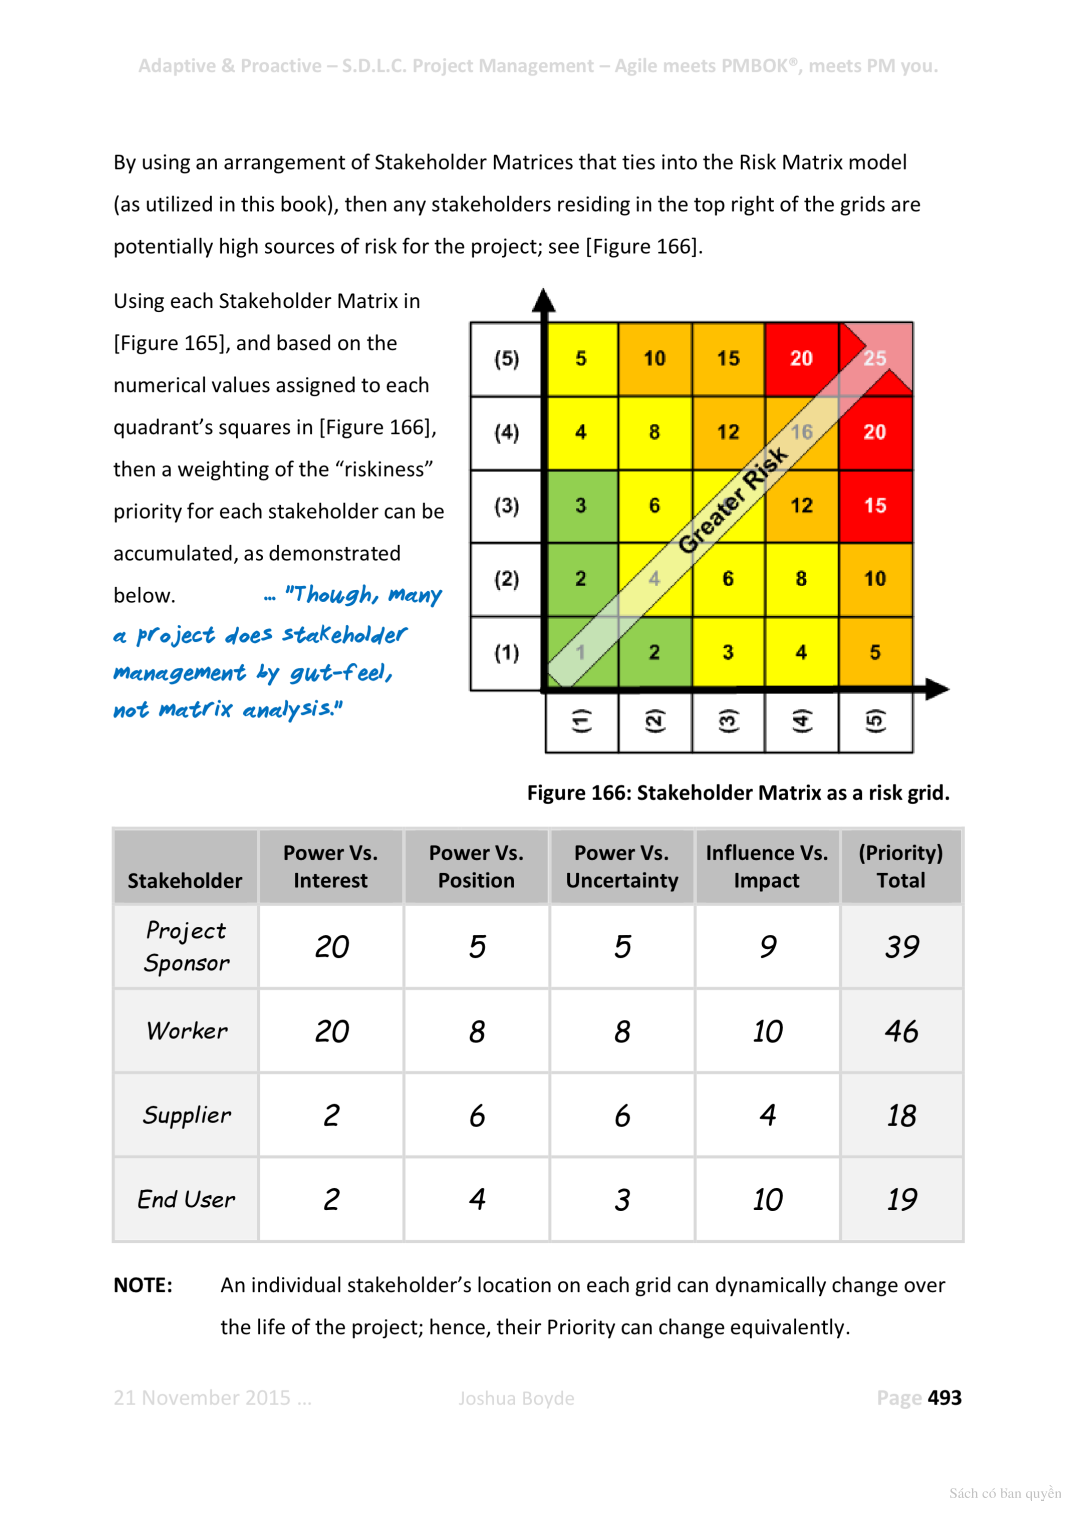 Adaptive & Proactive – S.D.L.C. Project Management – Agile meets PMBOK®, meets PM you.
By using an arrangement of Stakeholder Matrices that ties into the Risk Matrix model
(as utilized in this book), then any stakeholders residing in the top right of the grids are
potentially high sources of risk for the project; see [Figure 166].
Using each Stakeholder Matrix in
[Figure 165], and based on the
numerical values assigned to each
quadrant’s squares in [Figure 166],
then a weighting of the “riskiness”
priority for each stakeholder can be
accumulated, as demonstrated
below. ... "Though, many
a project does stakeholder
management by gut-feel,
not matrix analysis."
(5) 5 10 15 20 25
(4) 4 8 12 16 20
(3) 3 6 12 15
(2) 2 4 6 8 10
(1) 1 2 3 4 5
Greater Risk
(1) (2) (3) (4) (5)
Figure 166: Stakeholder Matrix as a risk grid.
Stakeholder Power Vs. Interest Power Vs. Position Power Vs. Uncertainty Influence Vs. Impact (Priority) Total
Project Sponsor 20 5 5 9 39
Worker 20 8 8 10 46
Supplier 2 6 6 4 18
End User 2 4 3 10 19
NOTE: An individual stakeholder’s location on each grid can dynamically change over
the life of the project; hence, their Priority can change equivalently.
21 November 2015 ... Joshua Boyde Page 493
Sách có bản quyền